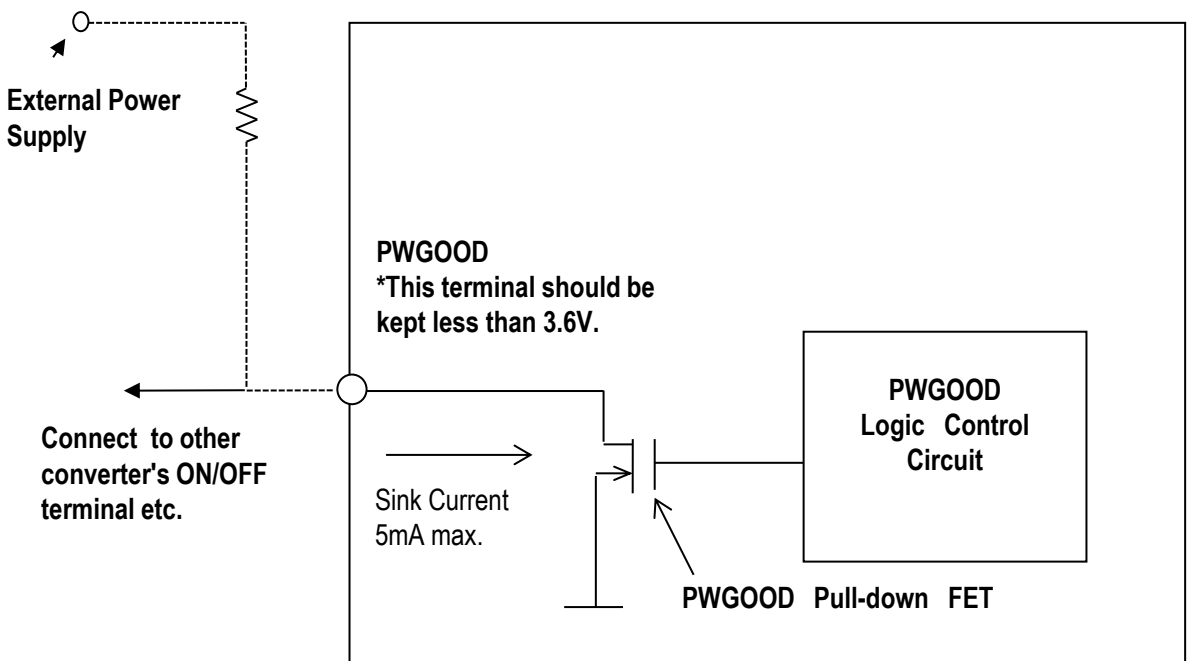 External Power
Supply
PWGOOD
*This terminal should be
kept less than 3.6V.
PWGOOD
Logic Control
Circuit
Connect to other
converter's ON/OFF
terminal etc.
Sink Current
5mA max.
PWGOOD Pull-down FET